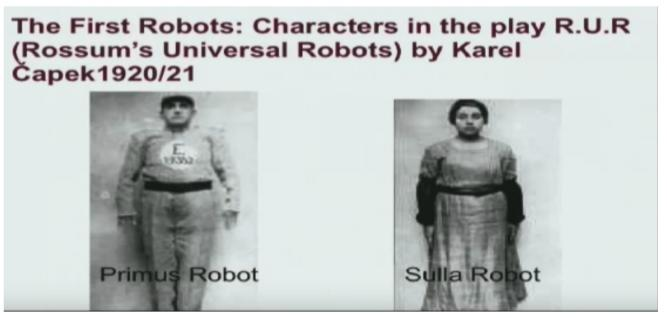 The First Robots: Characters in the play R.U.R
(Rossum's Universal Robots) by Karel
Čapek1920/21
E
Primus Robot
Sulla Robot